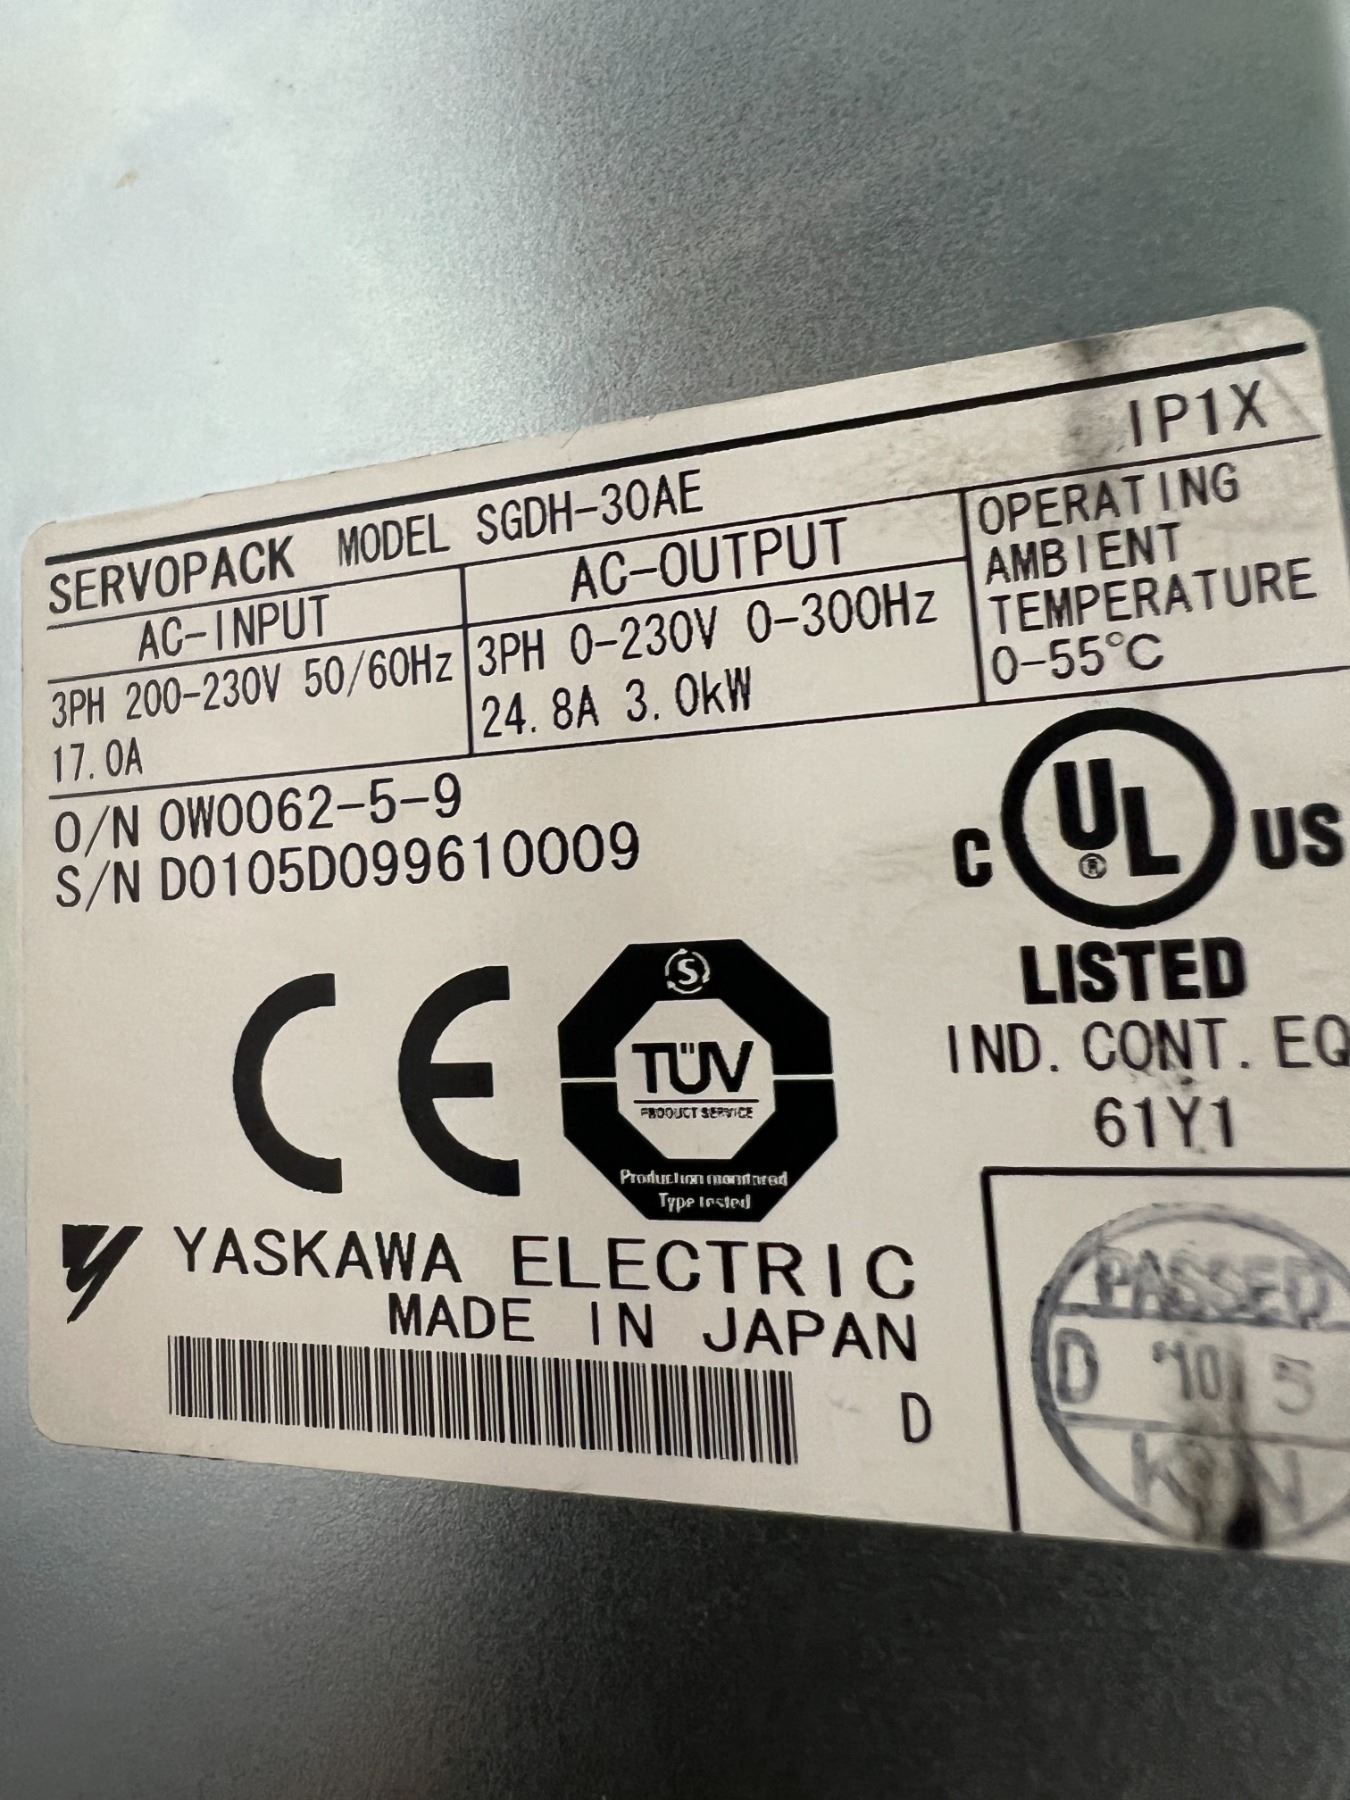 IP1X
SERVOPACK MODEL SGDH-30AE
AC-INPUT
3PH 200-230V 50/60Hz
17.0A
AC-OUTPUT
3PH 0-230V 0-300Hz
24.8A 3.0kW
OPERATING
AMBIENT
TEMPERATURE
0-55℃
O/N 0W0062-5-9
S/N D0105D099610009
C UL ® US
LISTED
IND. CONT. EQ
61Y1
CE
S
TÜV
PRODUCT SERVICE
Production monitored
Type tested
YASKAWA ELECTRIC
MADE IN JAPAN
D
PASSED
D '10 5